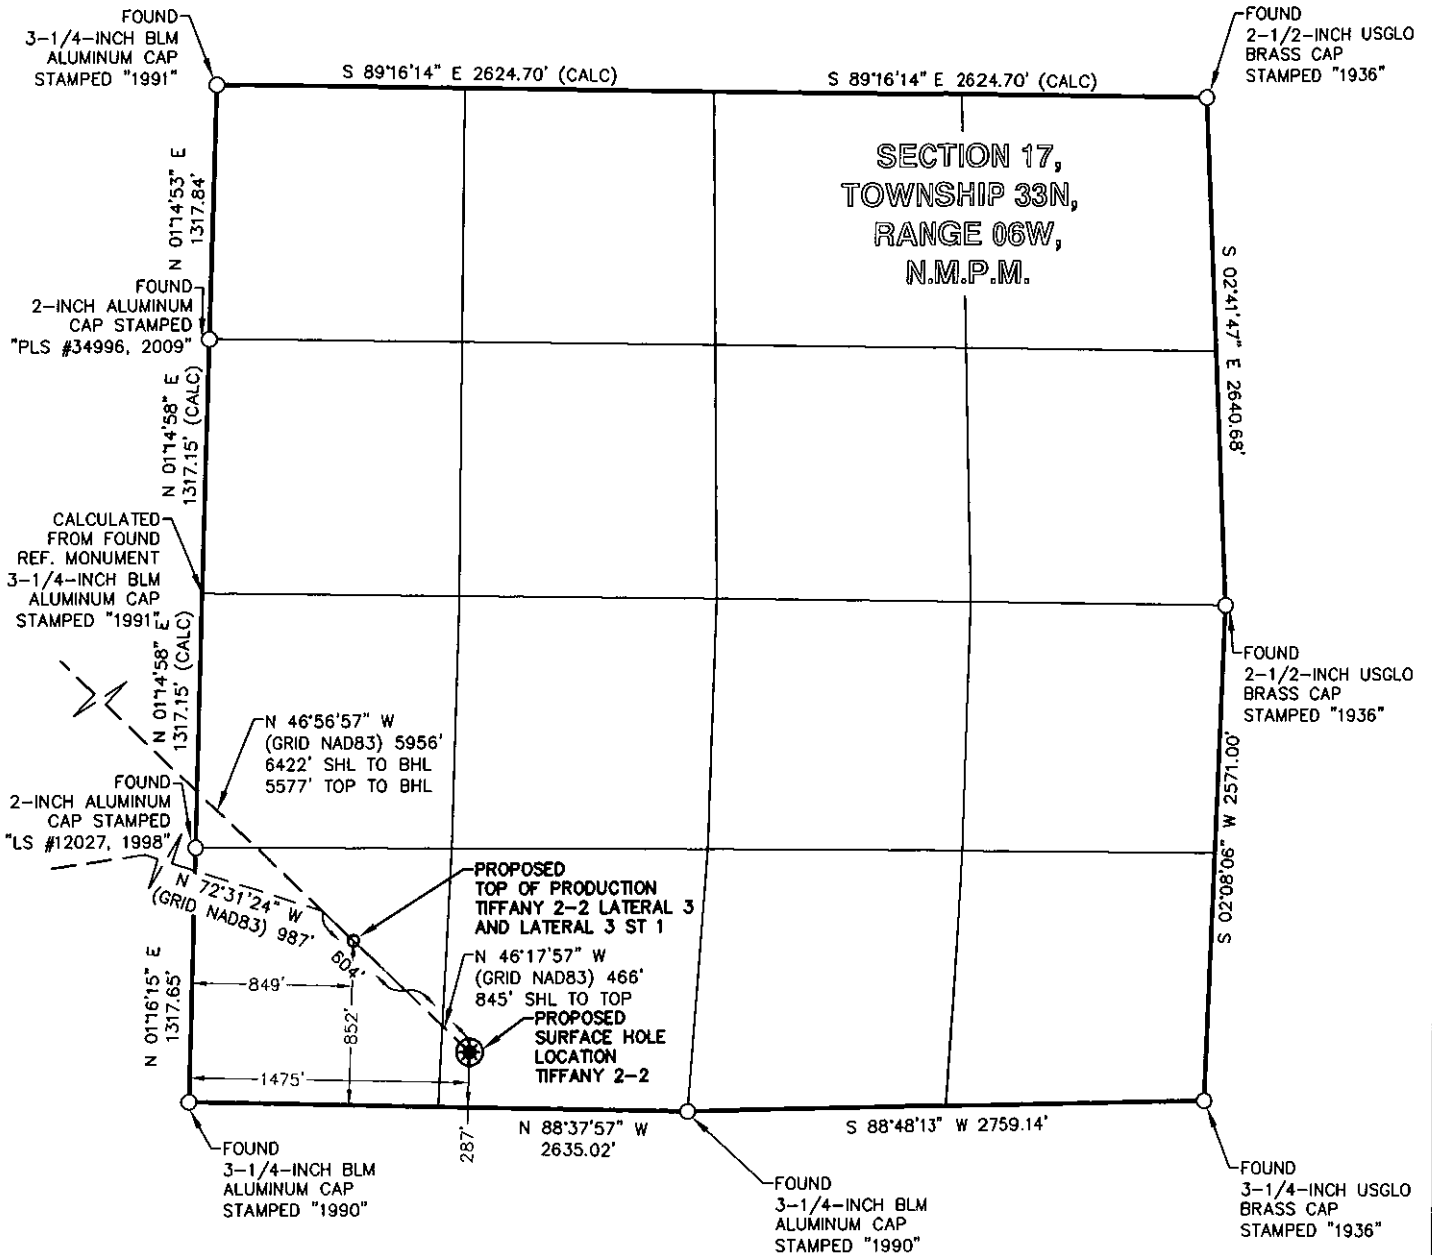 FOUND
3-1/4-INCH BLM
ALUMINUM CAP
STAMPED "1991"
S 89°16'14" E 2624.70' (CALC)
S 89°16'14" E 2624.70' (CALC)
FOUND
2-1/2-INCH USGLO
BRASS CAP
STAMPED "1936"
SECTION 17,
TOWNSHIP 33N,
RANGE 06W,
N.M.P.M.
N 01°14'53" E
1317.84'
S 02°41'47" E 2640.68'
FOUND
2-INCH ALUMINUM
CAP STAMPED
"PLS #34996, 2009"
N 01°14'58" E
1317.15' (CALC)
CALCULATED
FROM FOUND
REF. MONUMENT
3-1/4-INCH BLM
ALUMINUM CAP
STAMPED "1991"
N 01°14'58" E
1317.15' (CALC)
FOUND
2-1/2-INCH USGLO
BRASS CAP
STAMPED "1936"
N 46°56'57" W
(GRID NAD83) 5956'
6422' SHL TO BHL
5577' TOP TO BHL
S 02°08'06" W 2571.00'
FOUND
2-INCH ALUMINUM
CAP STAMPED
"LS #12027, 1998"
N 72°31'24" W
(GRID NAD83) 987'
PROPOSED
TOP OF PRODUCTION
TIFFANY 2-2 LATERAL 3
AND LATERAL 3 ST 1
604'
N 46°17'57" W
(GRID NAD83) 466'
845' SHL TO TOP
849'
852'
N 01°16'15" E
1317.65'
PROPOSED
SURFACE HOLE
LOCATION
TIFFANY 2-2
1475'
287'
N 88°37'57" W
2635.02'
S 88°48'13" W 2759.14'
FOUND
3-1/4-INCH BLM
ALUMINUM CAP
STAMPED "1990"
FOUND
3-1/4-INCH BLM
ALUMINUM CAP
STAMPED "1990"
FOUND
3-1/4-INCH USGLO
BRASS CAP
STAMPED "1936"